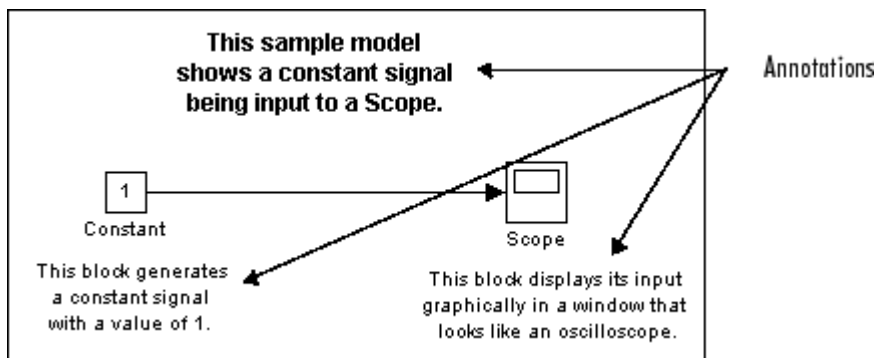 This sample model
shows a constant signal
being input to a Scope.
Annotations
1
Constant
Scope
This block generates
a constant signal
with a value of 1.
This block displays its input
graphically in a window that
looks like an oscilloscope.